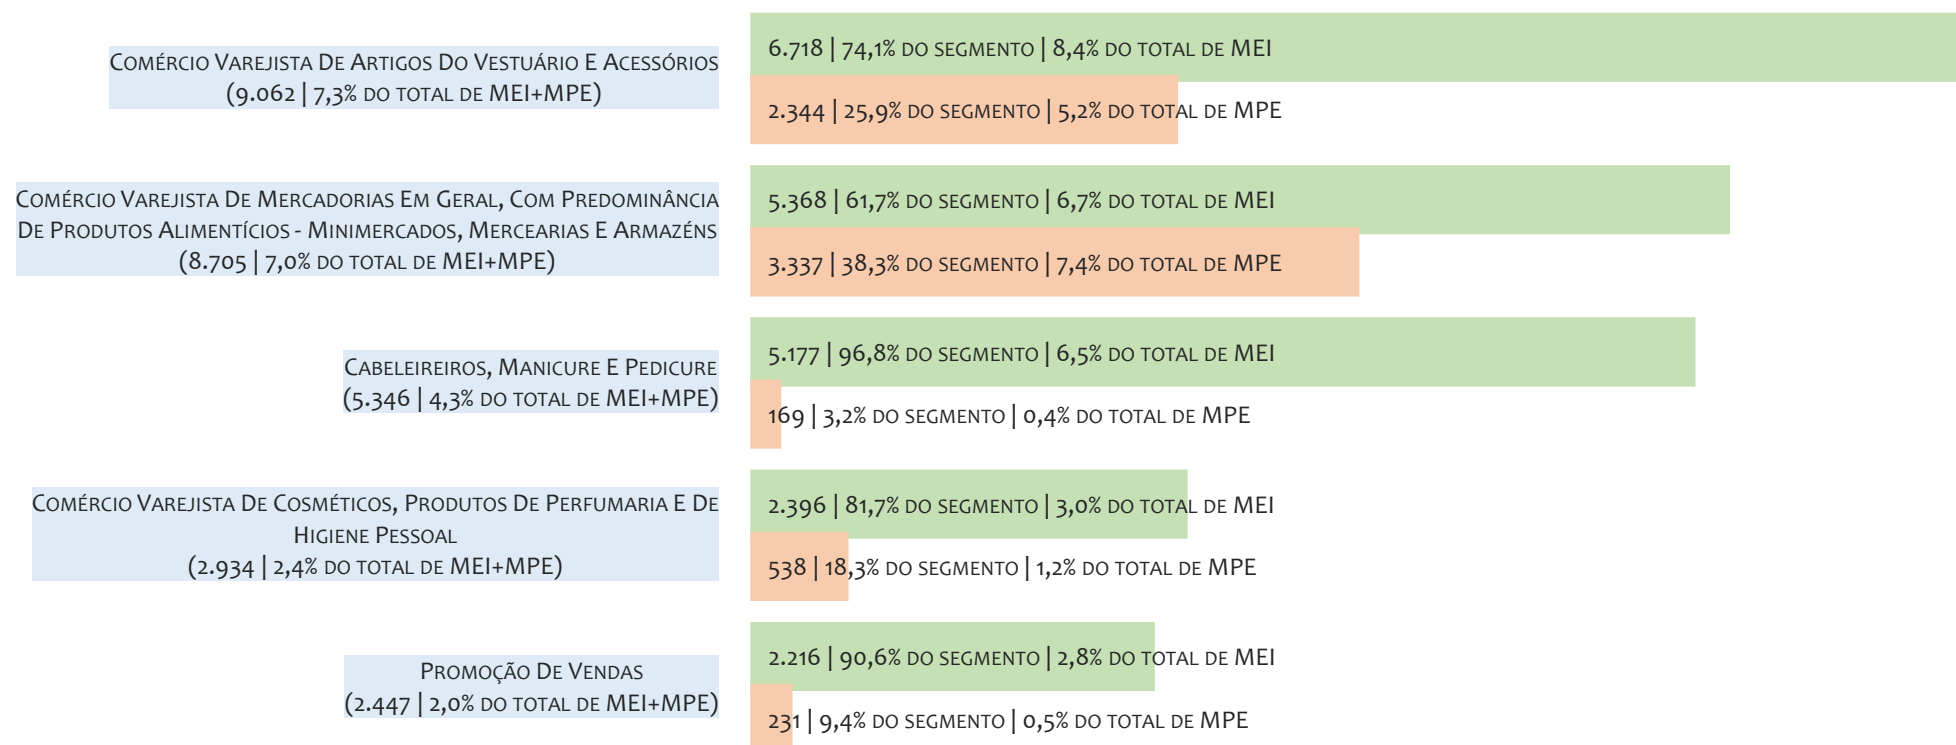 Comércio Varejista De Artigos Do Vestuário E Acessórios
(9.062 | 7,3% do total de MEI+MPE)
6.718 | 74,1% do segmento | 8,4% do total de MEI
2.344 | 25,9% do segmento | 5,2% do total de MPE
Comércio Varejista De Mercadorias Em Geral, Com Predominância
De Produtos Alimentícios - Minimercados, Mercearias E Armazéns
(8.705 | 7,0% do total de MEI+MPE)
5.368 | 61,7% do segmento | 6,7% do total de MEI
3.337 | 38,3% do segmento | 7,4% do total de MPE
Cabeleireiros, Manicure E Pedicure
(5.346 | 4,3% do total de MEI+MPE)
5.177 | 96,8% do segmento | 6,5% do total de MEI
169 | 3,2% do segmento | 0,4% do total de MPE
Comércio Varejista De Cosméticos, Produtos De Perfumaria E De
Higiene Pessoal
(2.934 | 2,4% do total de MEI+MPE)
2.396 | 81,7% do segmento | 3,0% do total de MEI
538 | 18,3% do segmento | 1,2% do total de MPE
Promoção De Vendas
(2.447 | 2,0% do total de MEI+MPE)
2.216 | 90,6% do segmento | 2,8% do total de MEI
231 | 9,4% do segmento | 0,5% do total de MPE